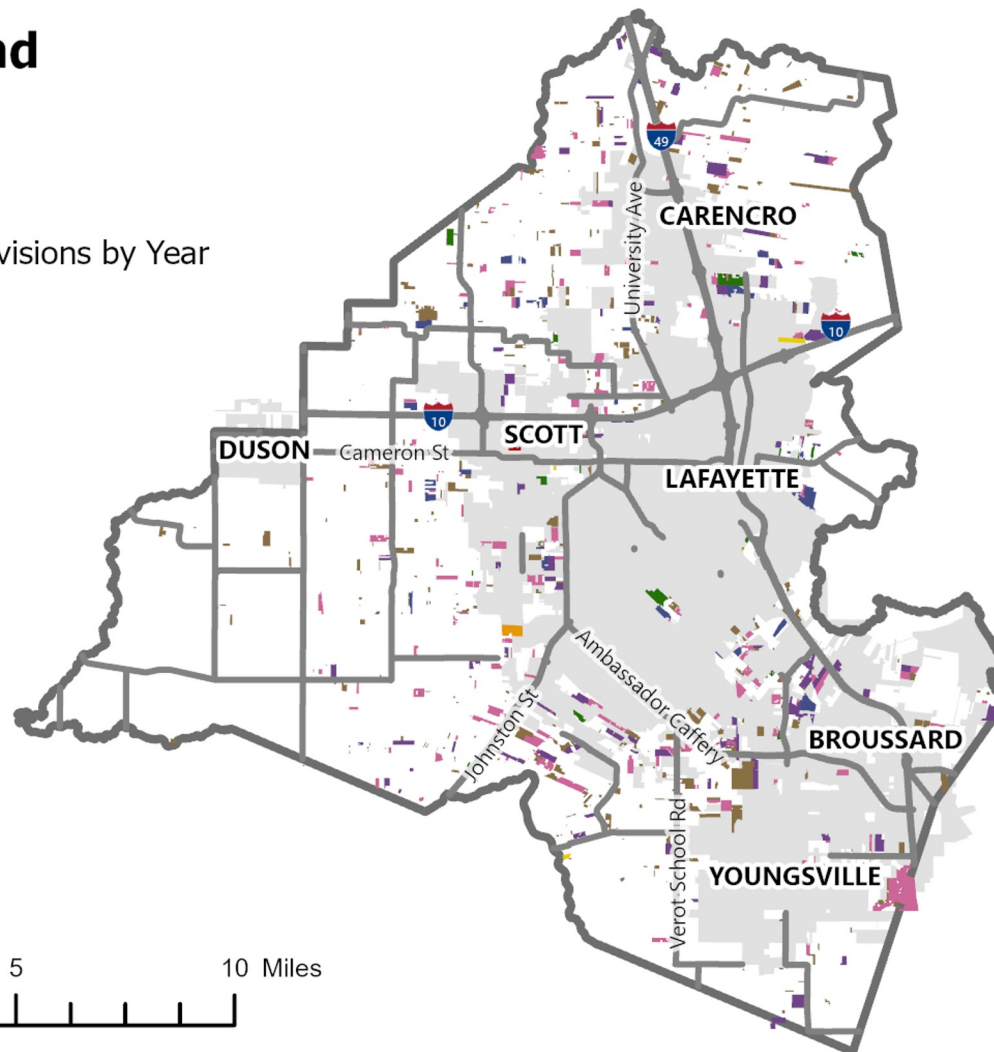 nd
visions by Year
49
CARENCRO
University Ave
10
10
SCOTT
DUSON
Cameron St
LAFAYETTE
Ambassador Caffery
Johnston St
BROUSSARD
Verot School Rd
YOUNGSVILLE
5
10 Miles